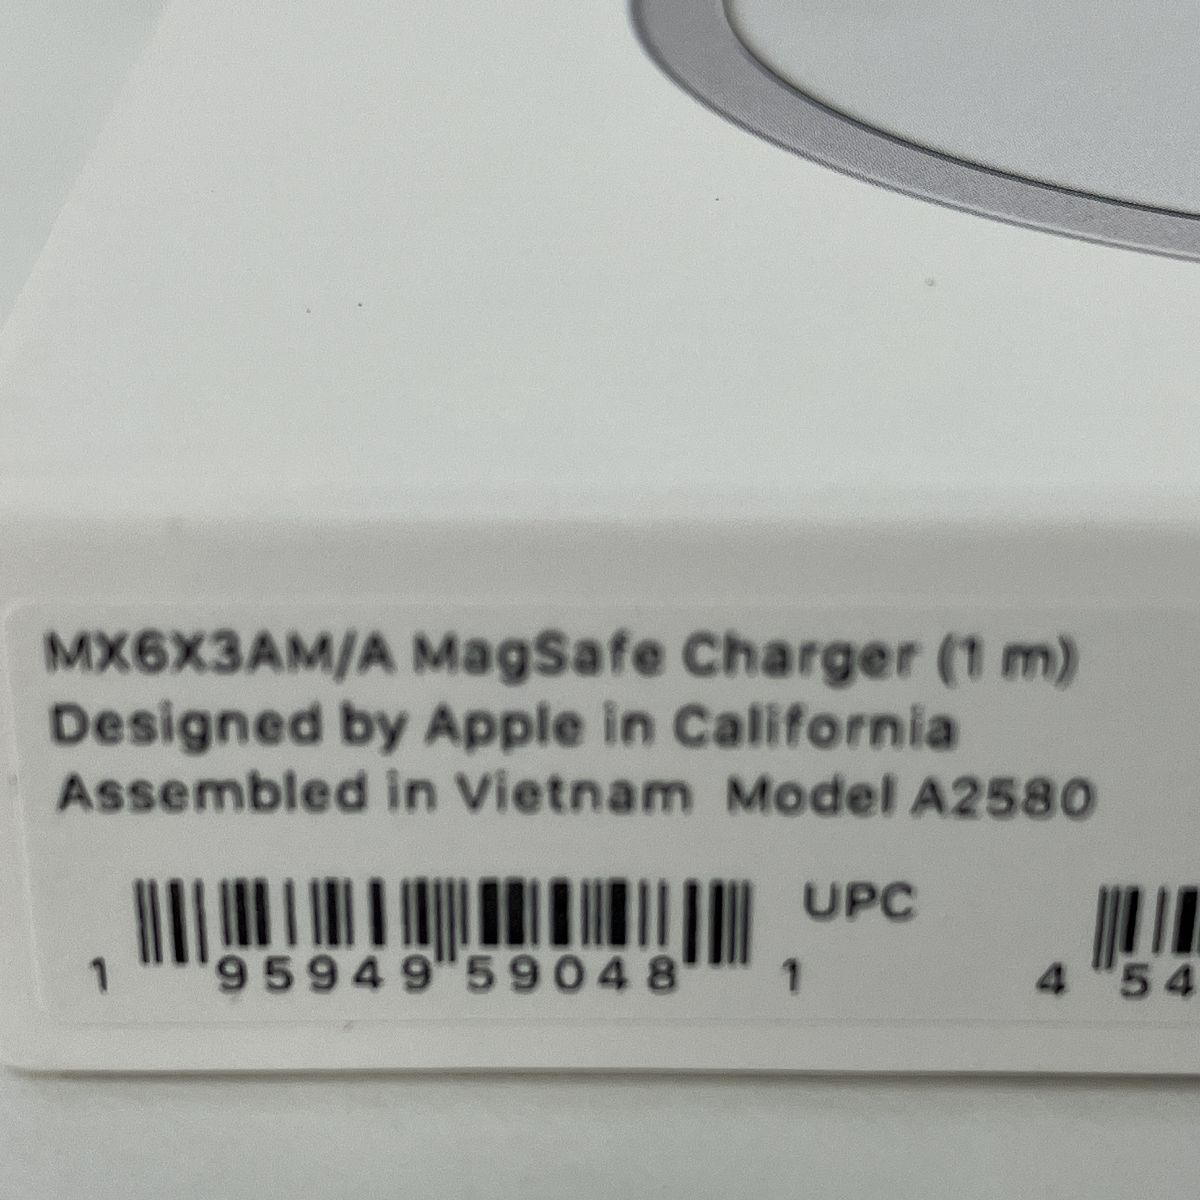 MX6X3AM/A MagSafe Charger (1 m)
Designed by Apple in California
Assembled in Vietnam  Model A2580
UPC
1 95949 59048 1
4 54